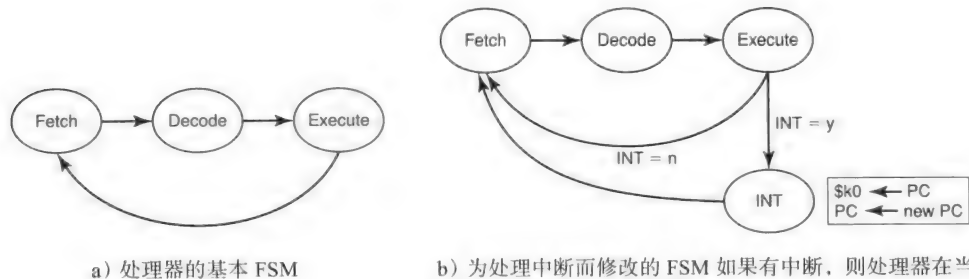 Fetch
Decode
Execute
a）处理器的基本 FSM
Fetch
Decode
Execute
INT = y
INT = n
INT
$k0 ← PC
PC ← new PC
b）为处理中断而修改的 FSM 如果有中断，则处理器在